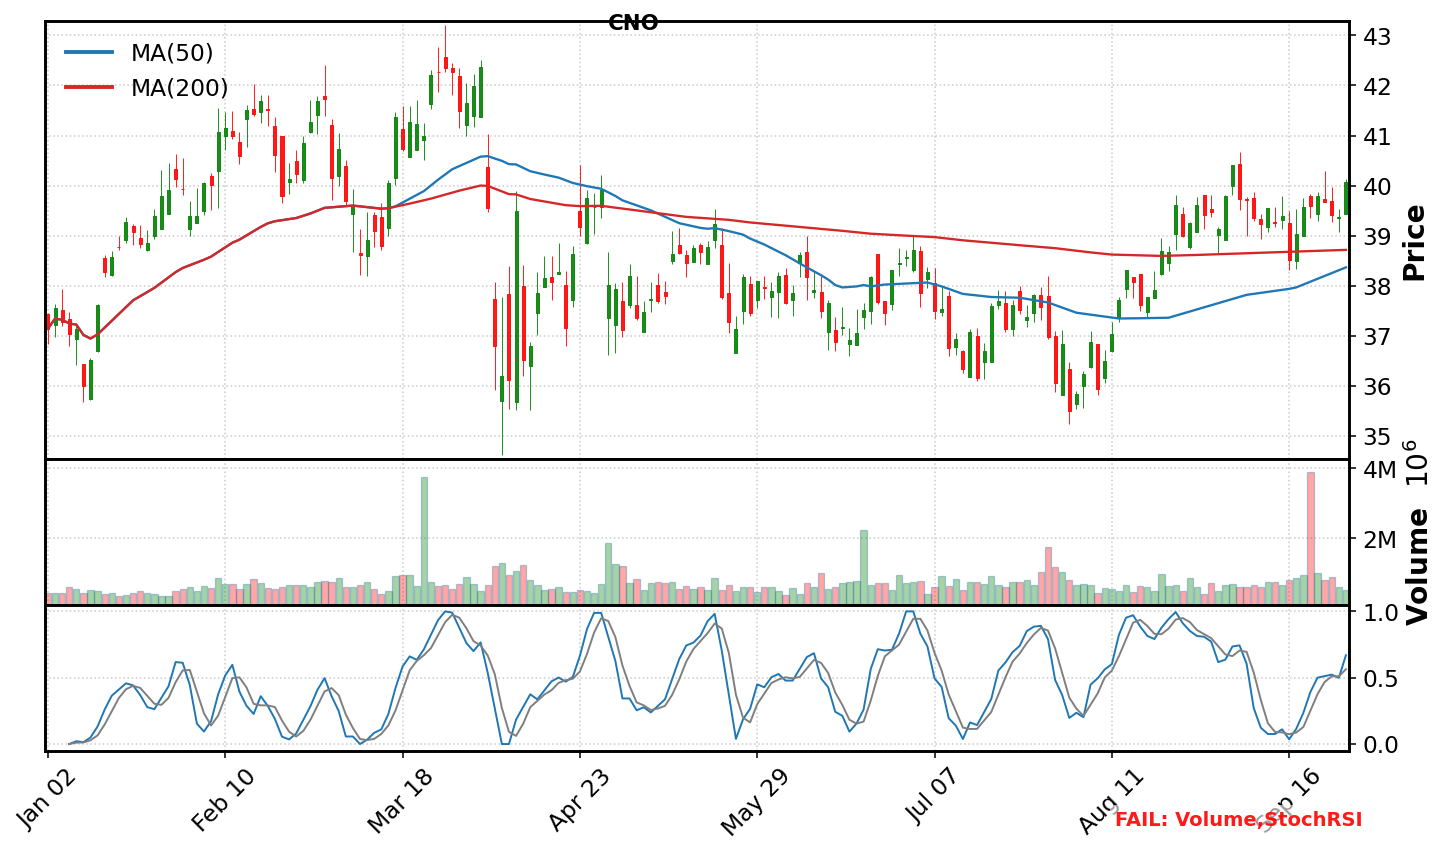 CNO
MA(50)
MA(200)
43
42
41
40
39
38
37
36
35
Price
4M
2M
Volume 10^6
1.0
0.5
0.0
Jan 02
Feb 10
Mar 18
Apr 23
May 29
Jul 07
Aug 11
Sep 16
FAIL: Volume,StochRSI